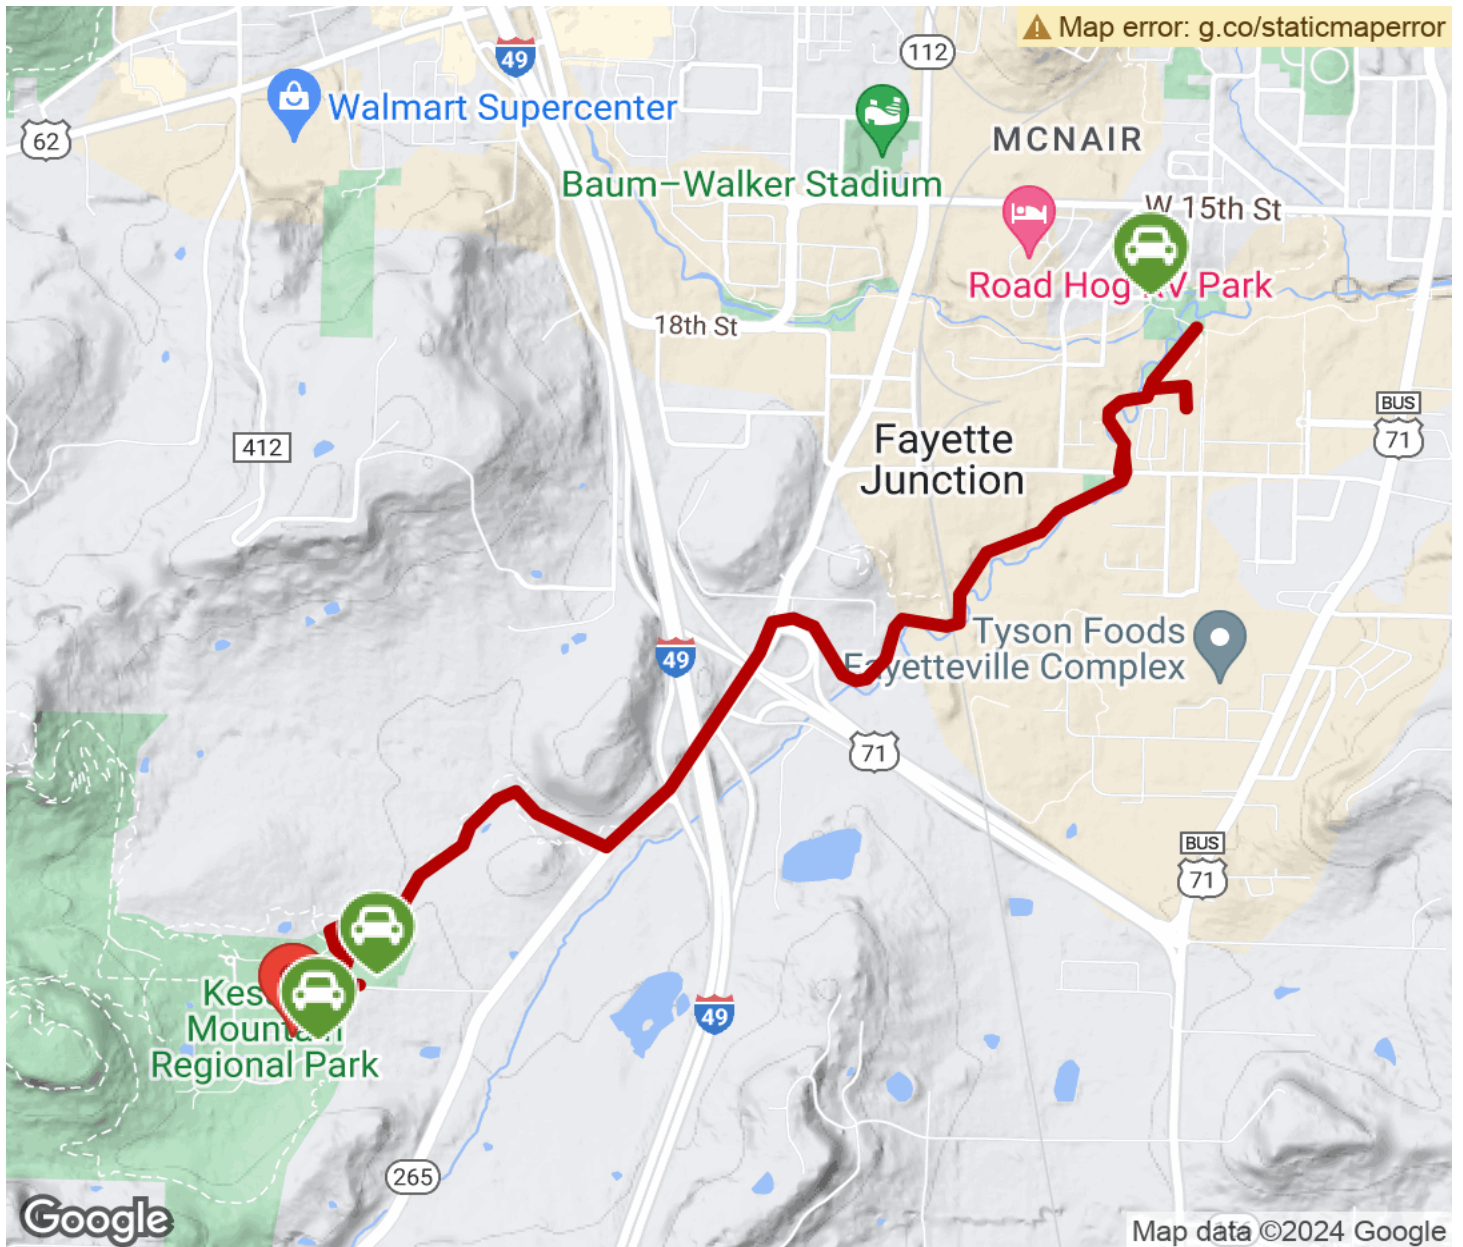 Map error: g.co/staticmaperror
49
112
62
Walmart Supercenter
MCNAIR
Baum–Walker Stadium
W 15th St
Road Hog RV Park
18th St
BUS
71
412
Fayette
Junction
Tyson Foods
Fayetteville Complex
49
71
BUS
71
Mountain
Regional Park
49
265
Google
Map data ©2024 Google